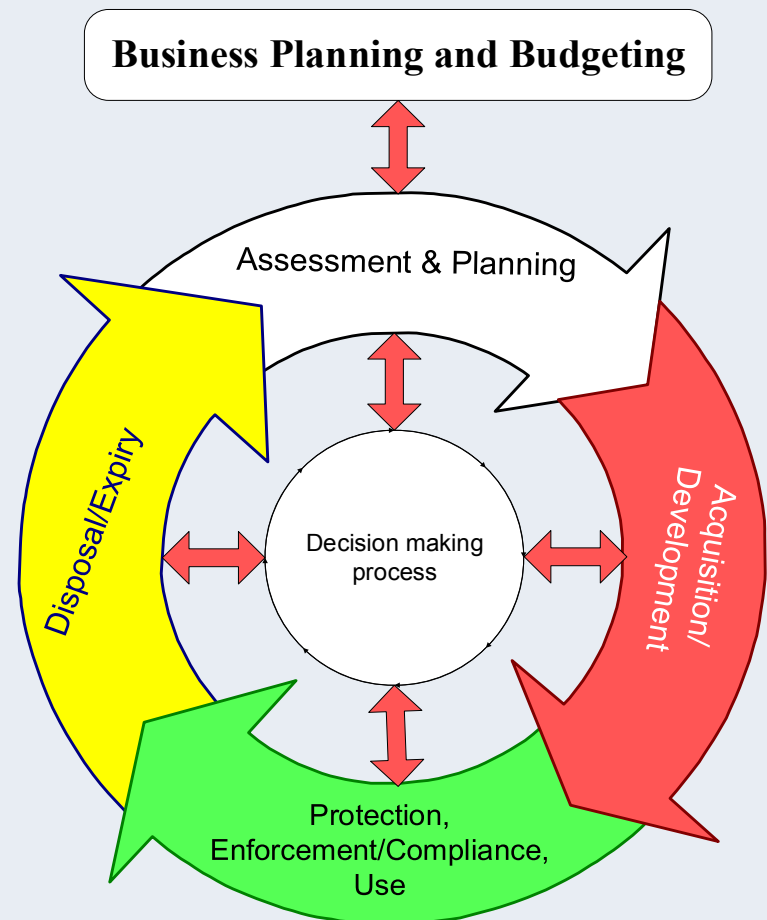 Business Planning and Budgeting
Assessment & Planning
Acquisition/
Development
Decision making
process
Disposal/Expiry
Protection,
Enforcement/Compliance,
Use